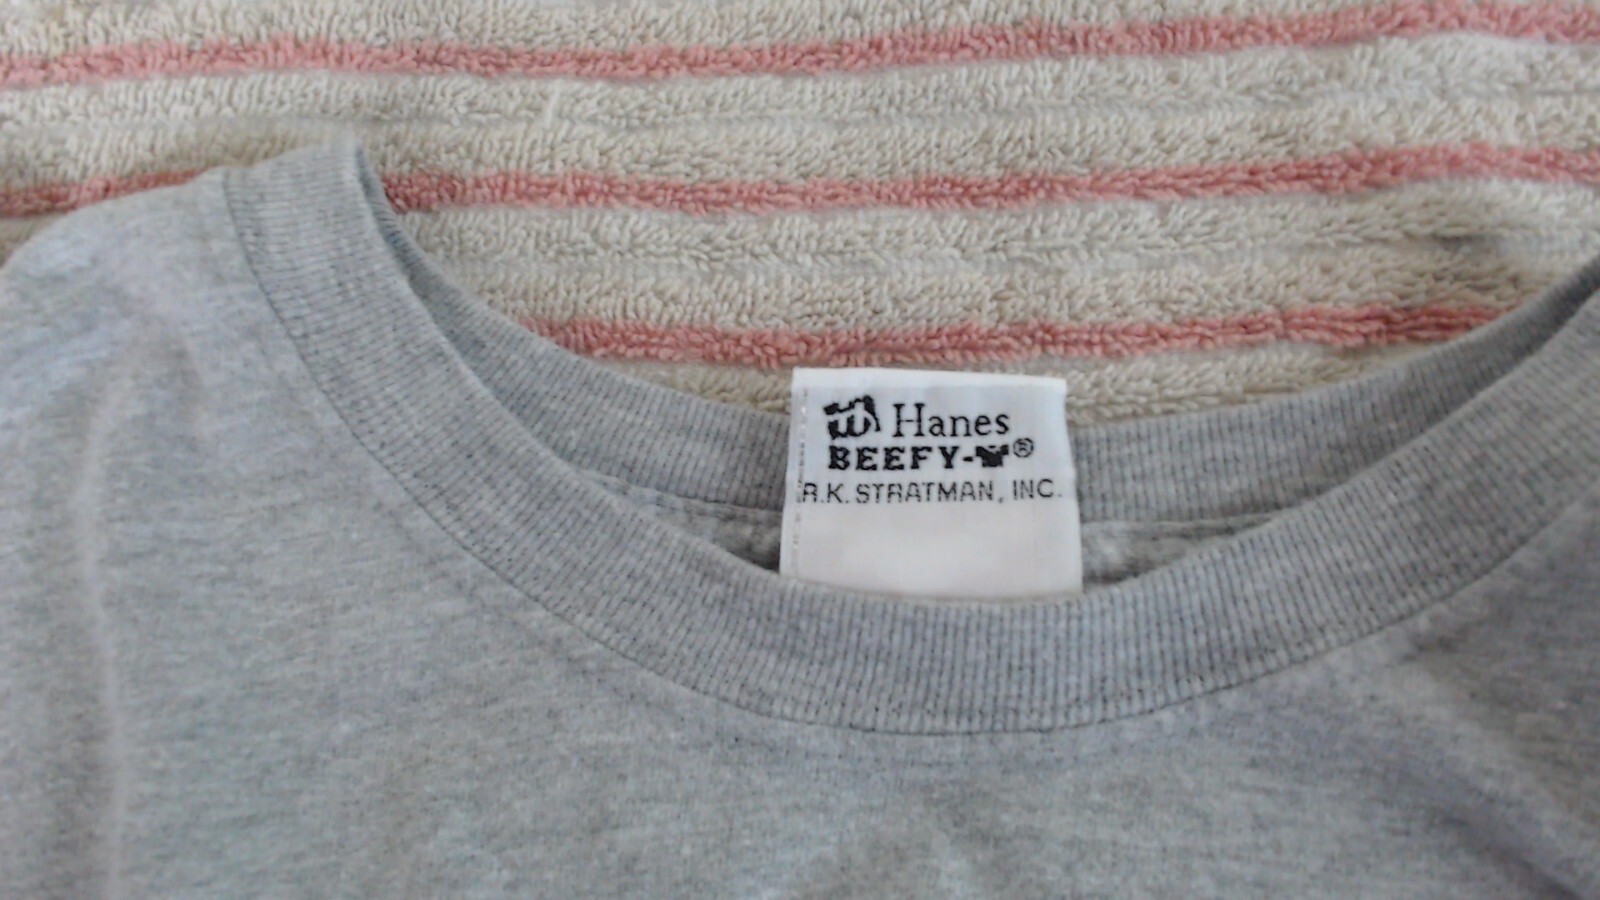 Hanes
BEEFY-T®
R.K. STRATMAN, INC.